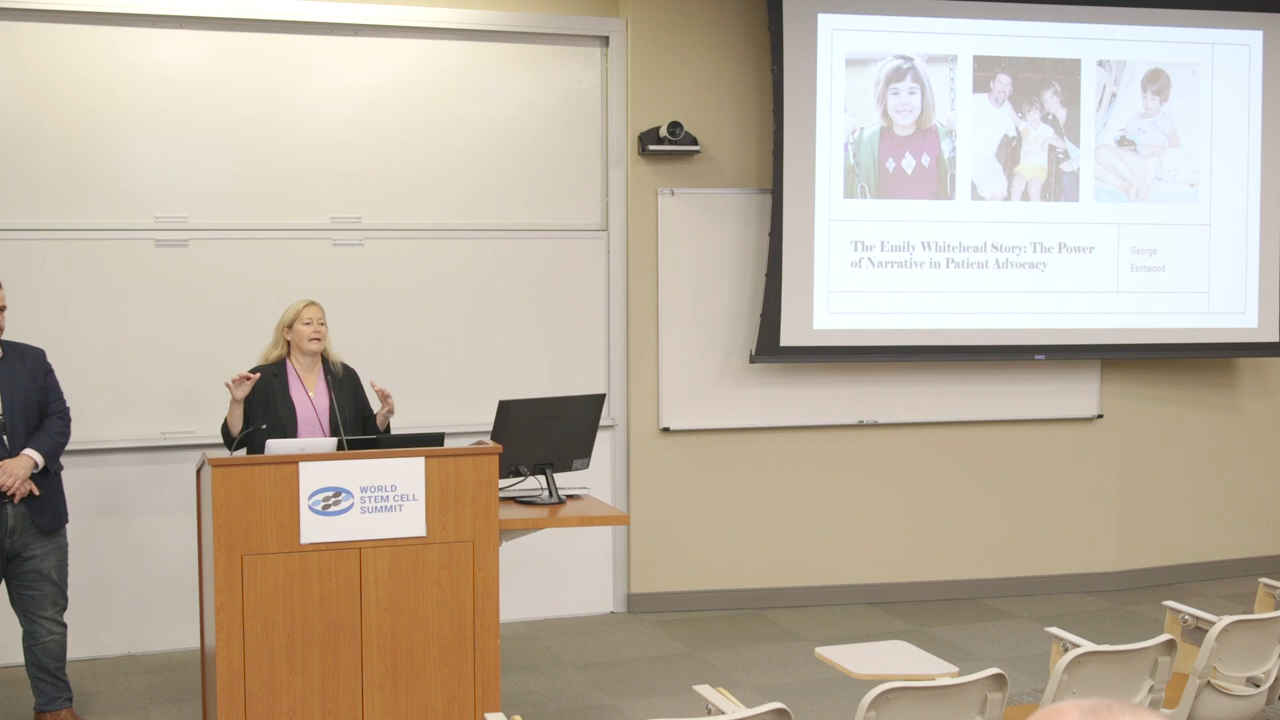 The Emily Whitehead Story: The Power
of Narrative in Patient Advocacy
George
Eastwood
WORLD
STEM CELL
SUMMIT